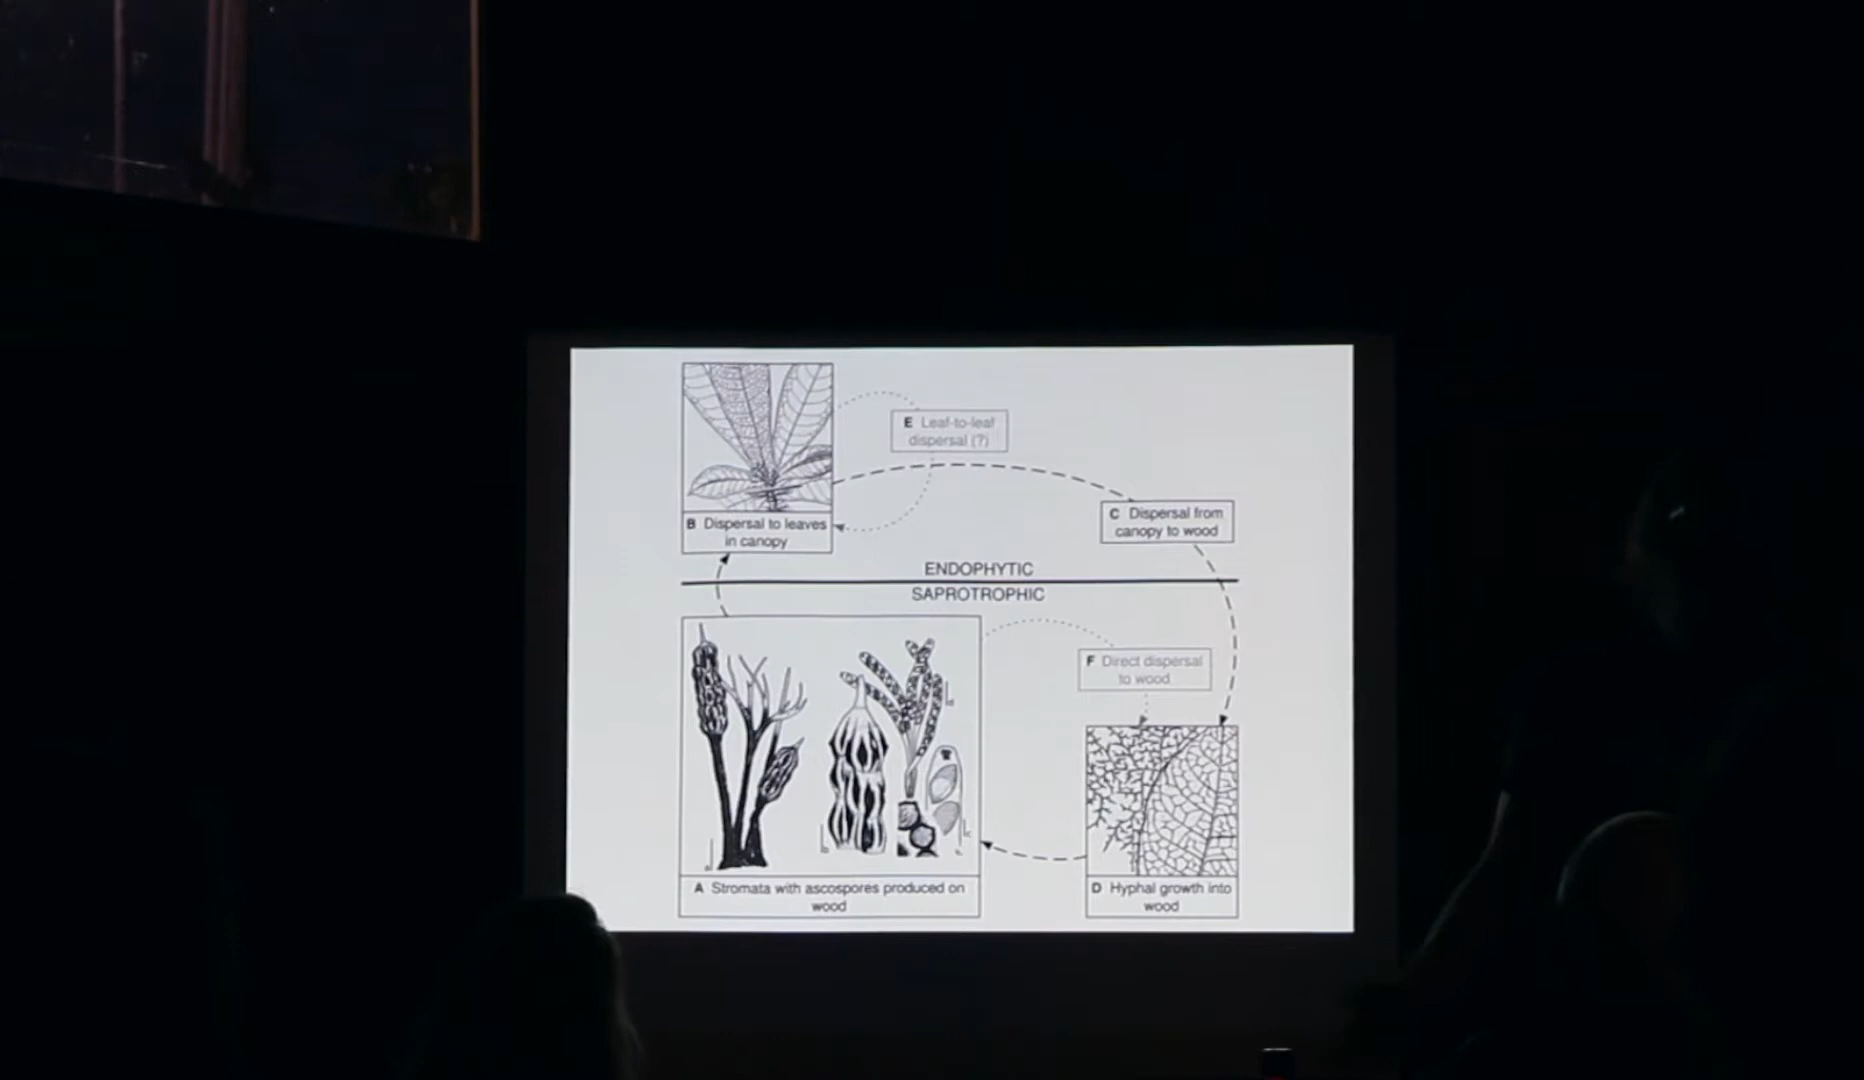 E Leaf-to-leaf
dispersal (?)
B Dispersal to leaves
in canopy
C Dispersal from
canopy to wood
ENDOPHYTIC
SAPROTROPHIC
F Direct dispersal
to wood
A Stromata with ascospores produced on
wood
D Hyphal growth into
wood